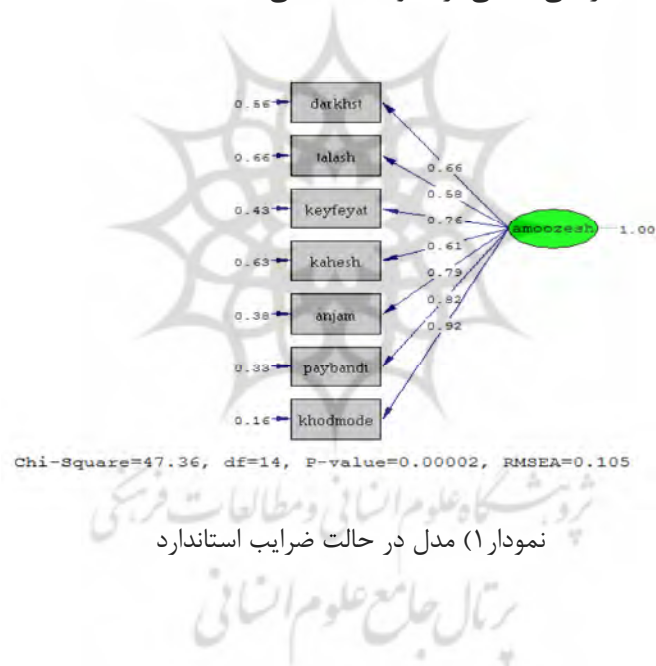 0.56 darkhst
0.66 talash
0.43 keyfeyat
0.63 kahesh
0.38 anjam
0.33 paybandi
0.16 khodmode
0.66
0.58
0.76
0.61
0.79
0.82
0.92
amoozesh 1.00
Chi-Square=47.36, df=14, P-value=0.00002, RMSEA=0.105
پژوهشگاه علوم انسانی و مطالعات فرهنگی
نمودار ۱) مدل در حالت ضرایب استاندارد
پرتال جامع علوم انسانی